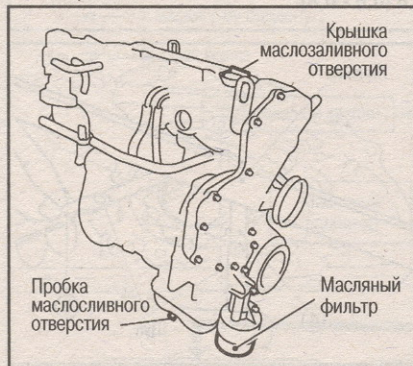 Крышка
маслозаливного
отверстия
Пробка
маслосливного
отверстия
Масляный
фильтр